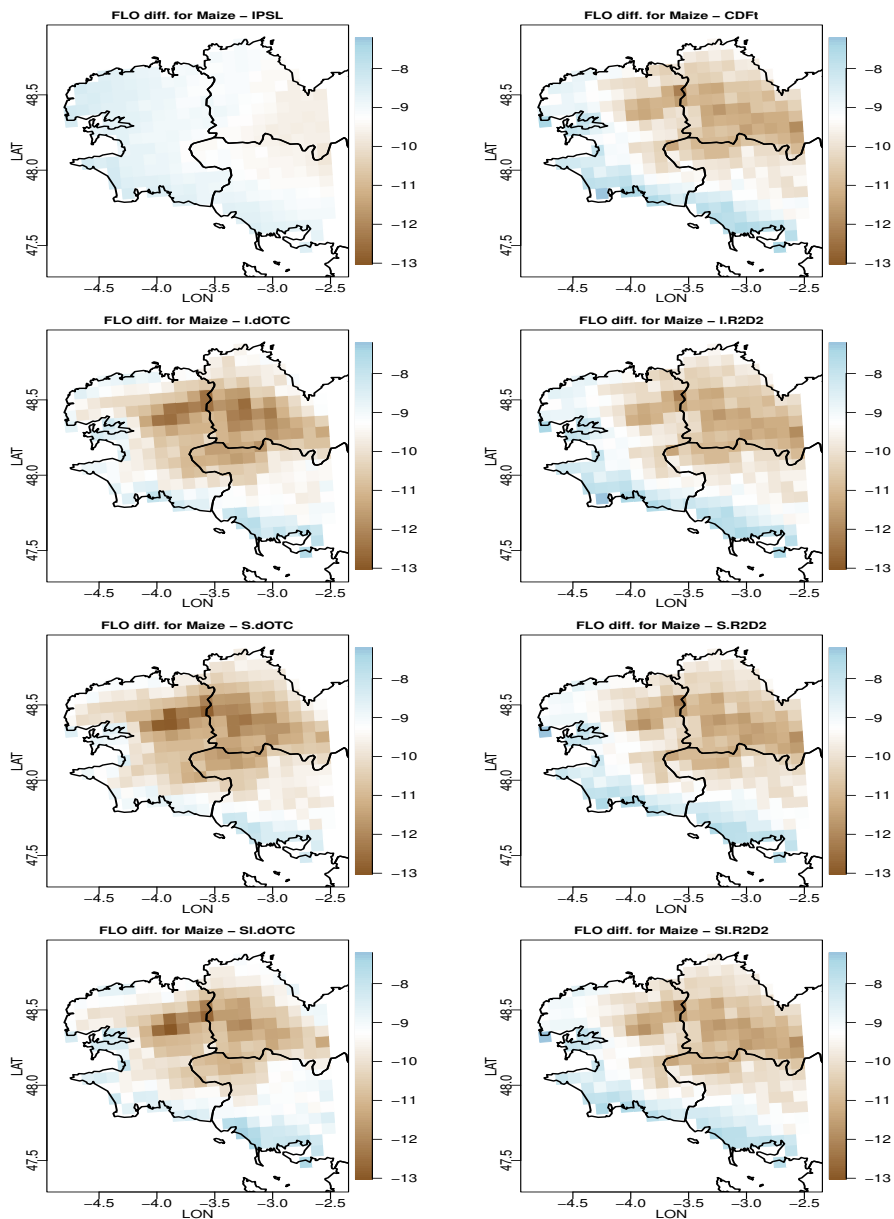 FLO diff. for Maize − IPSL
LAT
48.5
48.0
47.5
−4.5 −4.0 −3.5 −3.0 −2.5
LON
−8
−9
−10
−11
−12
−13
FLO diff. for Maize − CDFt
LAT
48.5
48.0
47.5
−4.5 −4.0 −3.5 −3.0 −2.5
LON
−8
−9
−10
−11
−12
−13
FLO diff. for Maize − I.dOTC
LAT
48.5
48.0
47.5
−4.5 −4.0 −3.5 −3.0 −2.5
LON
−8
−9
−10
−11
−12
−13
FLO diff. for Maize − I.R2D2
LAT
48.5
48.0
47.5
−4.5 −4.0 −3.5 −3.0 −2.5
LON
−8
−9
−10
−11
−12
−13
FLO diff. for Maize − S.dOTC
LAT
48.5
48.0
47.5
−4.5 −4.0 −3.5 −3.0 −2.5
LON
−8
−9
−10
−11
−12
−13
FLO diff. for Maize − S.R2D2
LAT
48.5
48.0
47.5
−4.5 −4.0 −3.5 −3.0 −2.5
LON
−8
−9
−10
−11
−12
−13
FLO diff. for Maize − SI.dOTC
LAT
48.5
48.0
47.5
−4.5 −4.0 −3.5 −3.0 −2.5
LON
−8
−9
−10
−11
−12
−13
FLO diff. for Maize − SI.R2D2
LAT
48.5
48.0
47.5
−4.5 −4.0 −3.5 −3.0 −2.5
LON
−8
−9
−10
−11
−12
−13